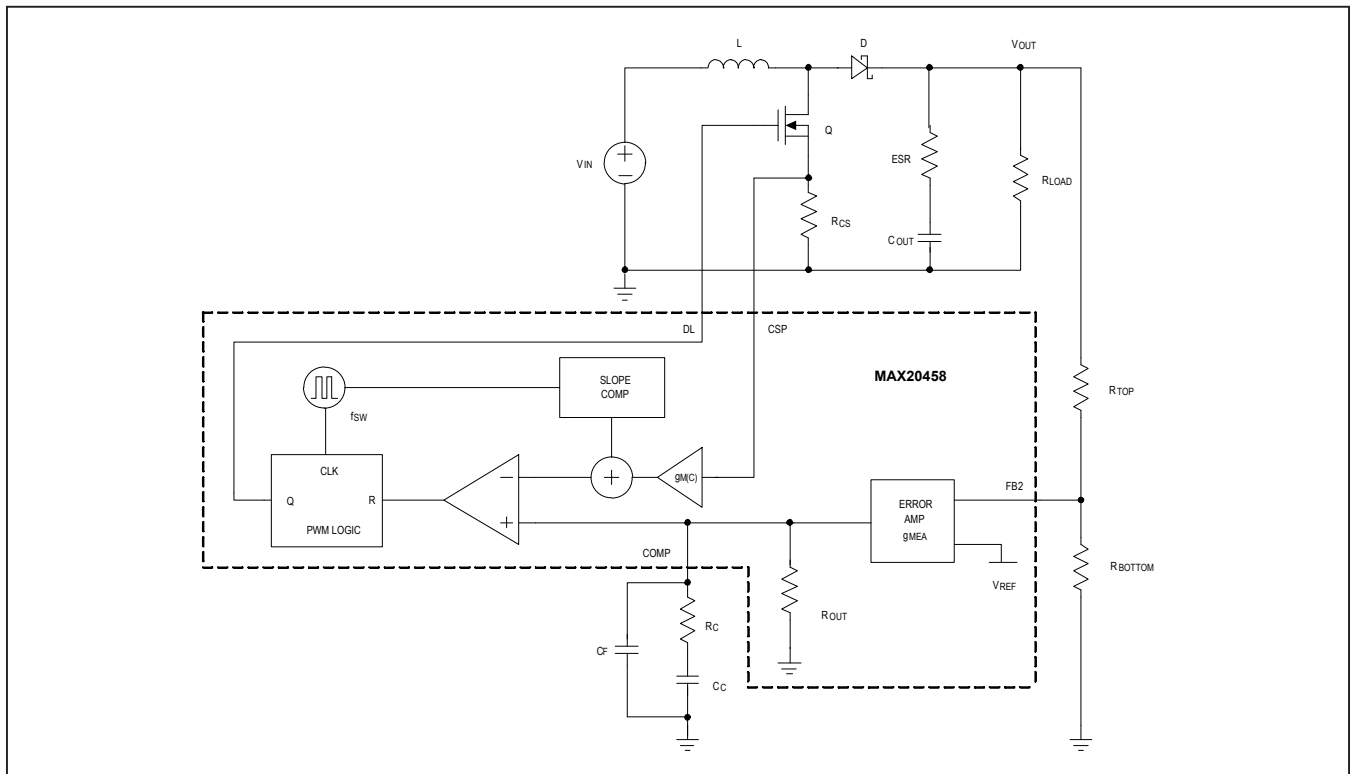 L
D
VOUT
Q
VIN
ESR
RLOAD
RCS
COUT
DL
CSP
MAX20458
SLOPE
COMP
RTOP
fSW
CLK
gM(C)
FB2
Q
R
ERROR
AMP
gMEA
PWM LOGIC
COMP
VREF
RBOTTOM
ROUT
RC
CF
CC
+
−
−
+
+